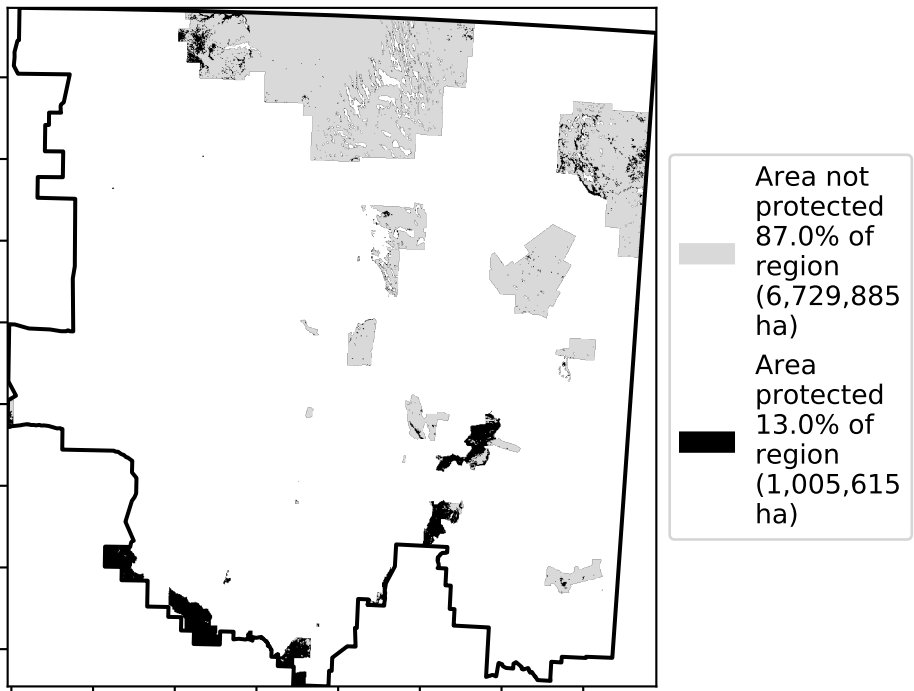 Area not
protected
87.0% of
region
(6,729,885
ha)
Area
protected
13.0% of
region
(1,005,615
ha)